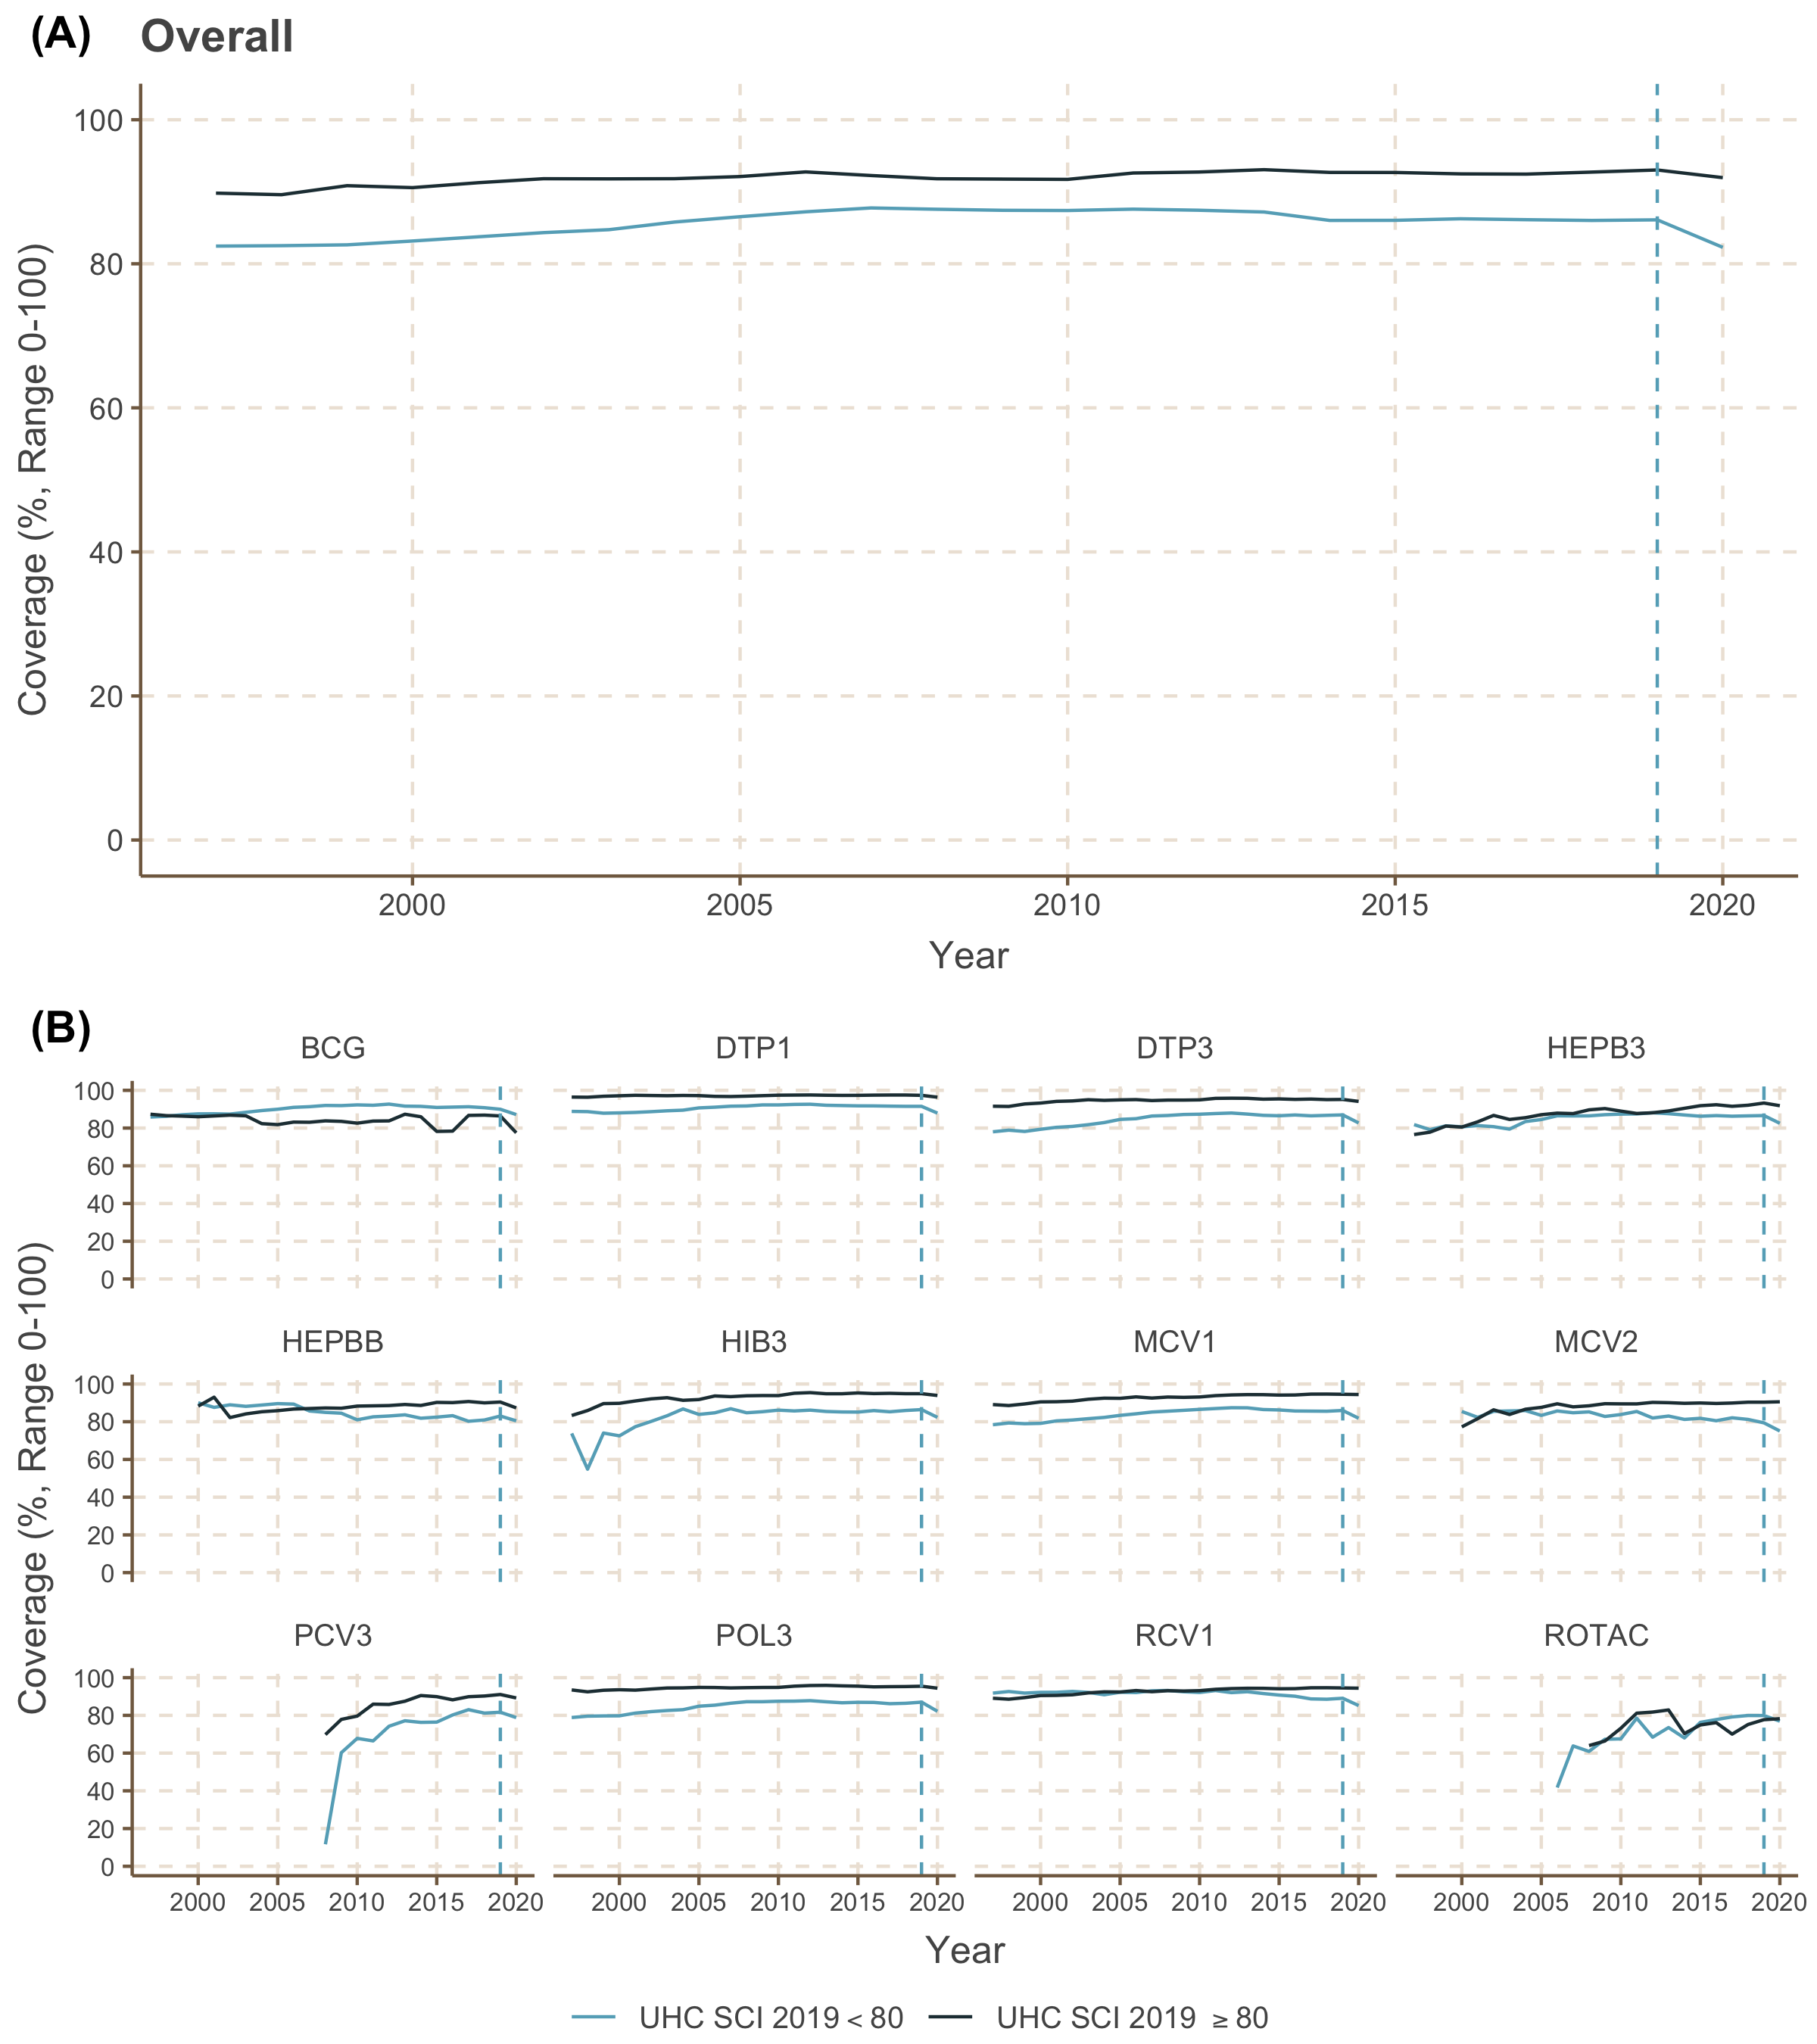 (A) Overall
Coverage (%, Range 0-100)
100
80
60
40
20
0
2000 2005 2010 2015 2020
Year
(B)
Coverage (%, Range 0-100)
BCG DTP1 DTP3 HEPB3
100
80
60
40
20
0
HEPBB HIB3 MCV1 MCV2
100
80
60
40
20
0
PCV3 POL3 RCV1 ROTAC
100
80
60
40
20
0
2000 2005 2010 2015 2020 2000 2005 2010 2015 2020 2000 2005 2010 2015 2020 2000 2005 2010 2015 2020
Year
UHC SCI 2019 < 80 UHC SCI 2019 ≥ 80